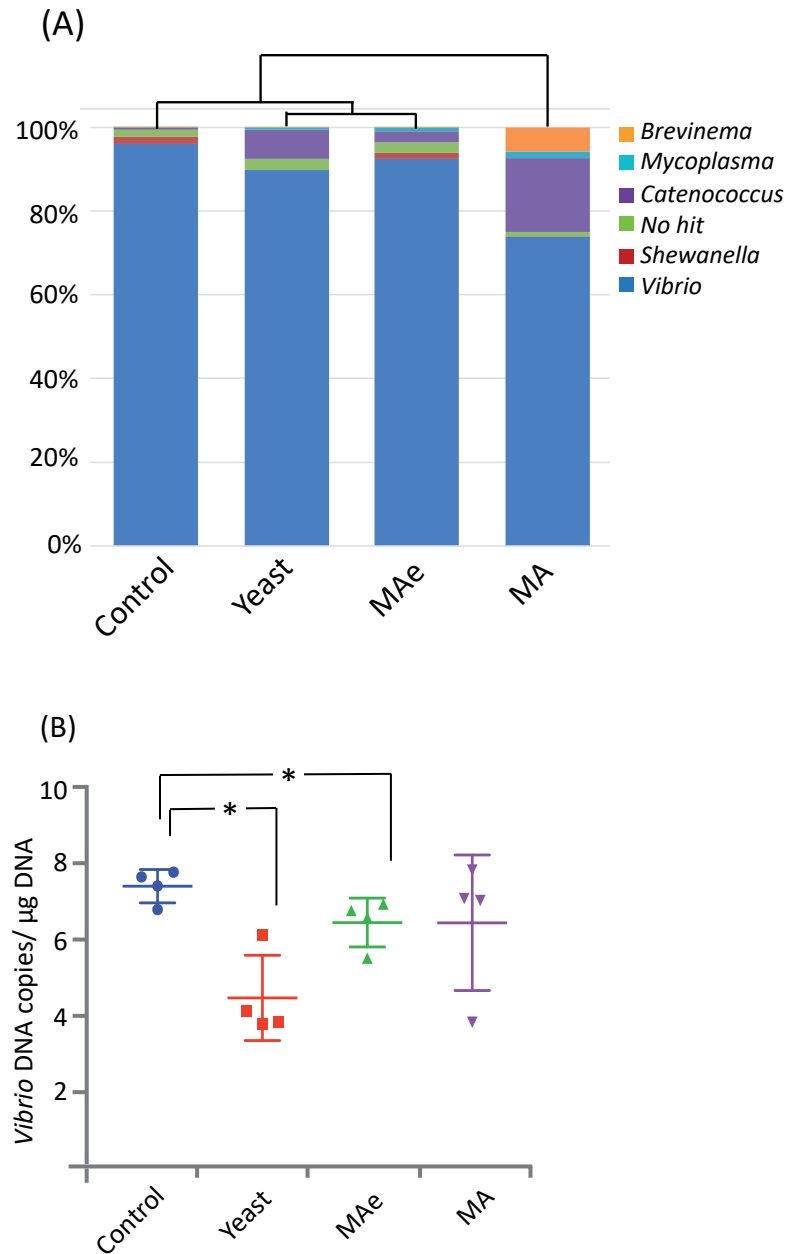 (A)
100%
80%
60%
40%
20%
0%
Brevinema
Mycoplasma
Catenococcus
No hit
Shewanella
Vibrio
Control
Yeast
MAe
MA
(B)
Vibrio DNA copies/ µg DNA
10
8
6
4
2
*
*
Control
Yeast
MAe
MA